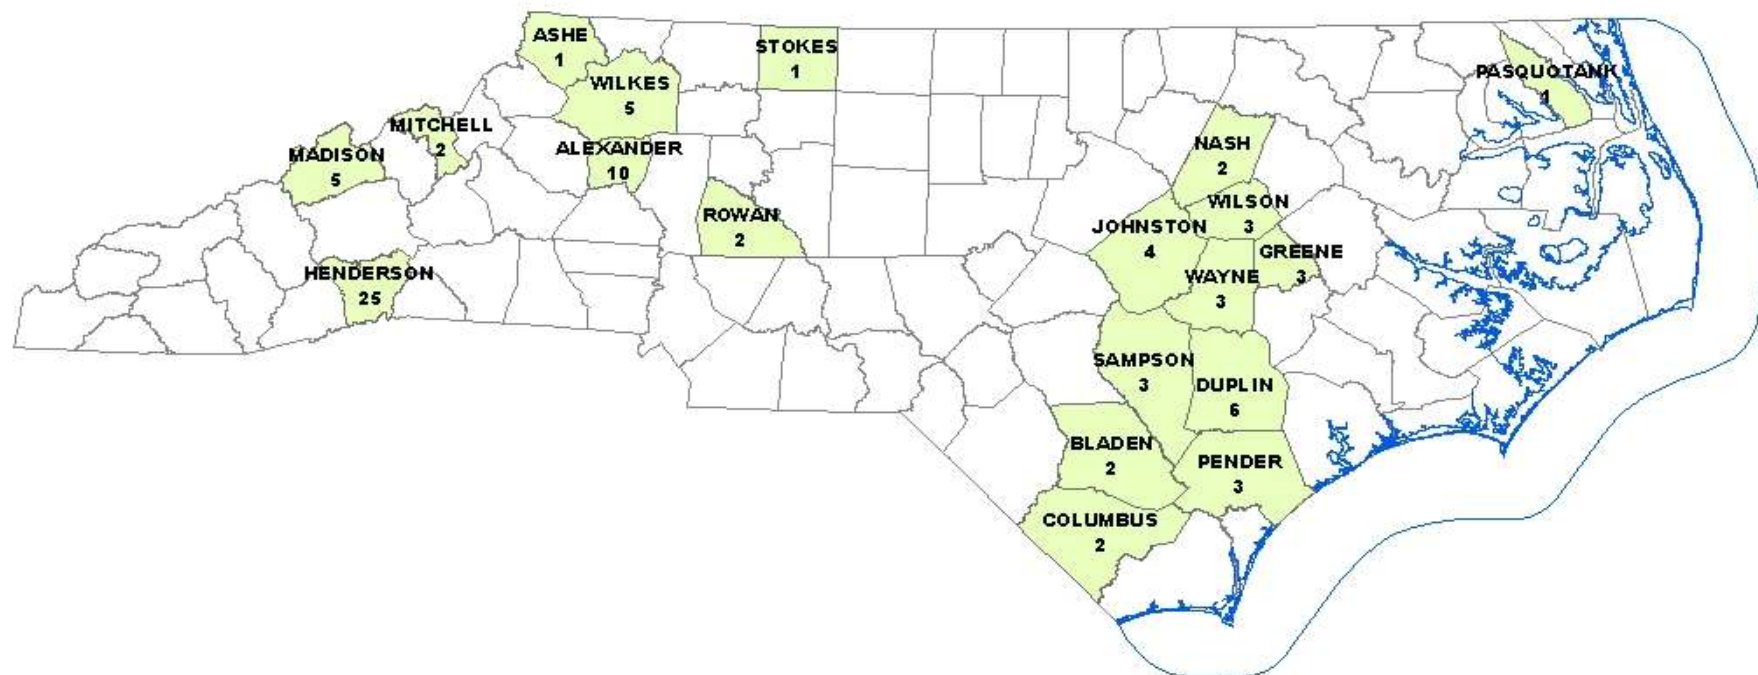 ASHE
1
STOKES
1
WILKES
5
PASQUOTANK
1
MITCHELL
2
MADISON
5
ALEXANDER
10
NASH
2
ROWAN
2
WILSON
3
JOHNSTON
4
GREENE
3
HENDERSON
25
WAYNE
3
SAMPSON
3
DUPLIN
6
BLADEN
2
PENDER
3
COLUMBUS
2